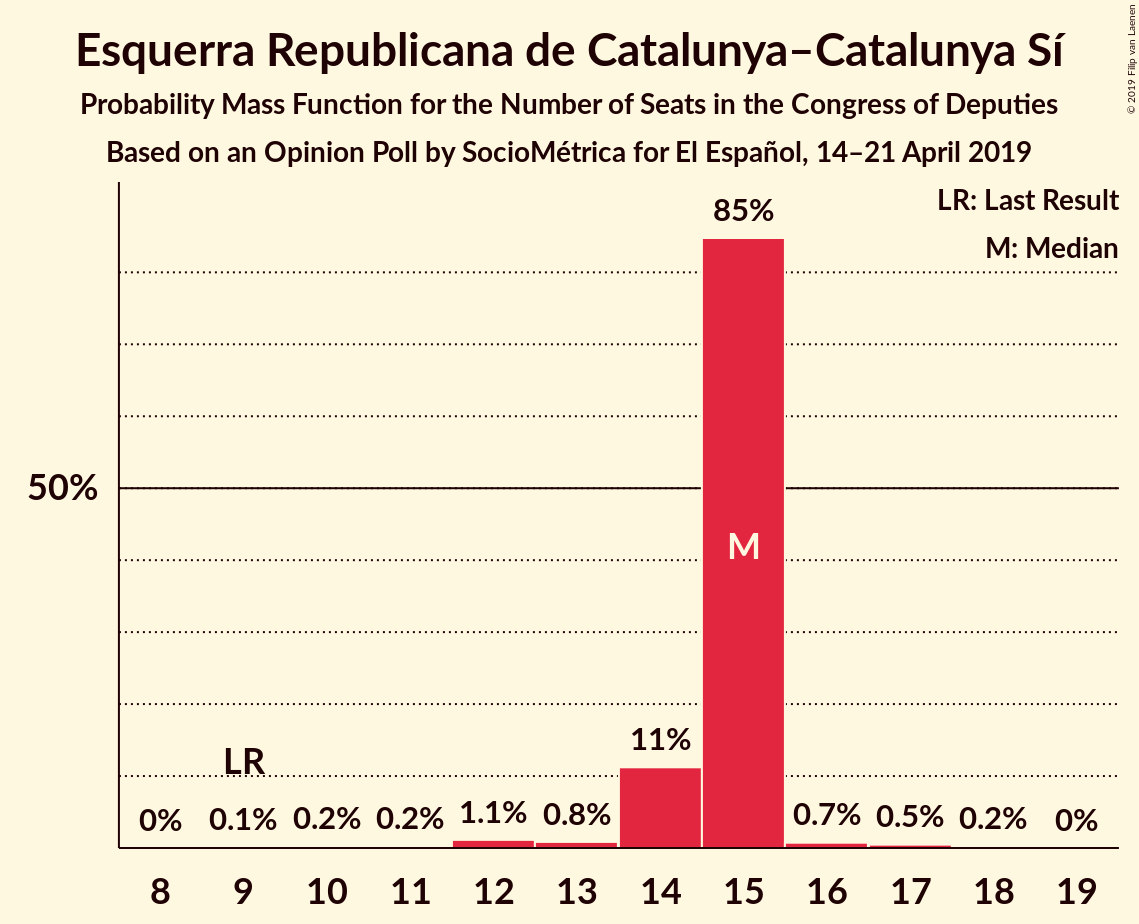 Esquerra Republicana de Catalunya–Catalunya Sí
Probability Mass Function for the Number of Seats in the Congress of Deputies
Based on an Opinion Poll by SocioMétrica for El Español, 14–21 April 2019
© 2019 Filip van Laenen
LR: Last Result
M: Median
85%
50%
M
LR
11%
0% 0.1% 0.2% 0.2% 1.1% 0.8% 0.7% 0.5% 0.2% 0%
8 9 10 11 12 13 14 15 16 17 18 19